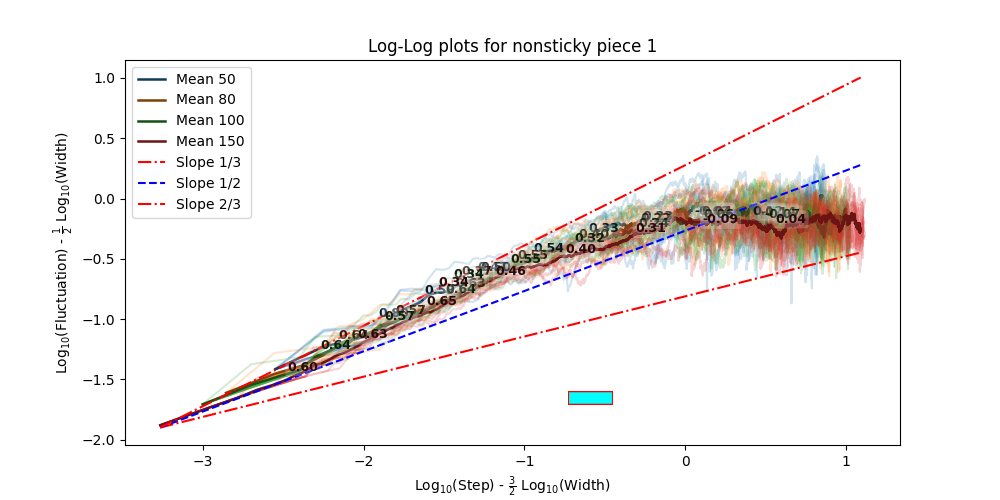 Log-Log plots for nonsticky piece 1
Mean 50
Mean 80
Mean 100
Mean 150
Slope 1/3
Slope 1/2
Slope 2/3
Log₁₀(Fluctuation) - ½ Log₁₀(Width)
1.0
0.5
0.0
−0.5
−1.0
−1.5
−2.0
0.60
0.64
0.63
0.57
0.65
0.64
0.34
0.34
0.46
0.55
0.54
0.40
0.32
0.33
0.31
-0.09
0.04
−3
−2
−1
0
1
Log₁₀(Step) - 3/2 Log₁₀(Width)